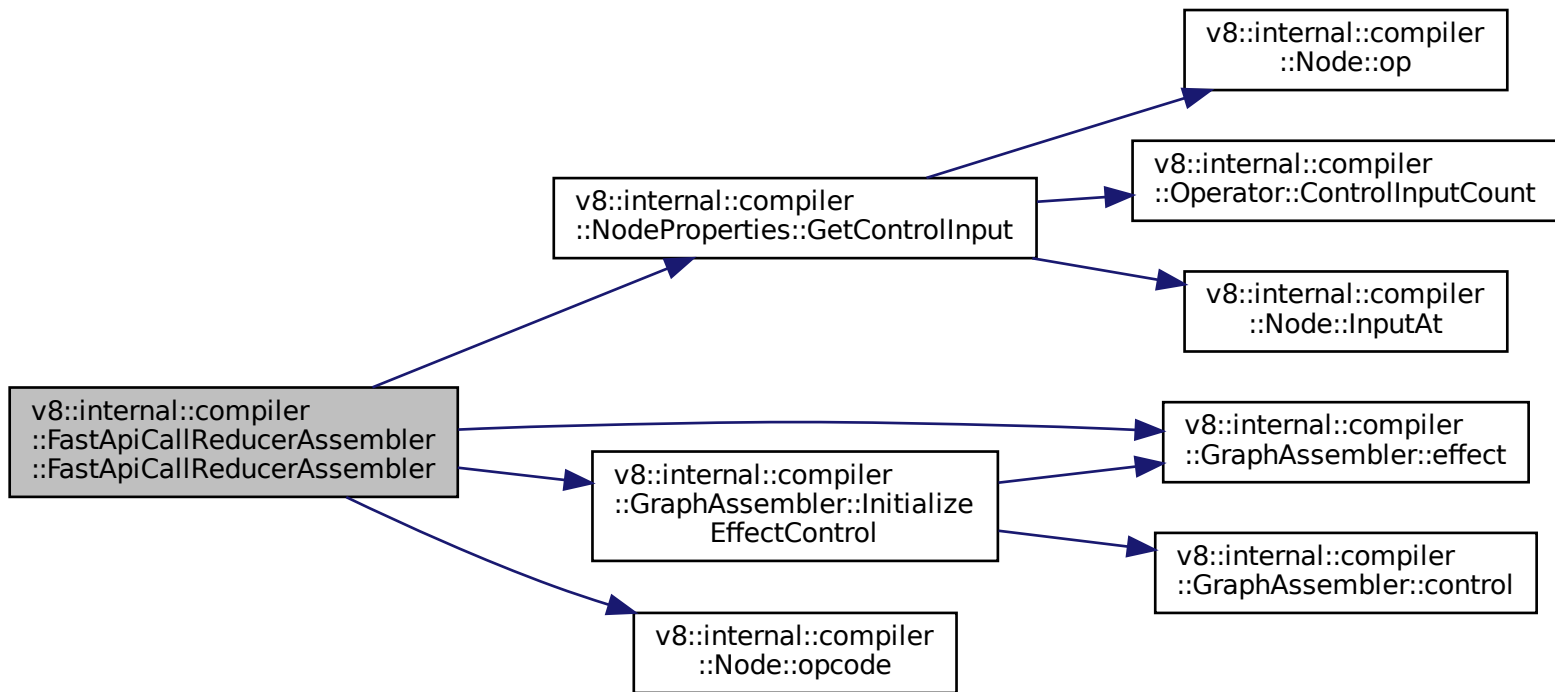 v8::internal::compiler
::Node::op
v8::internal::compiler
::Operator::ControlInputCount
v8::internal::compiler
::NodeProperties::GetControlInput
v8::internal::compiler
::Node::InputAt
v8::internal::compiler
::FastApiCallReducerAssembler
::FastApiCallReducerAssembler
v8::internal::compiler
::GraphAssembler::effect
v8::internal::compiler
::GraphAssembler::Initialize
EffectControl
v8::internal::compiler
::GraphAssembler::control
v8::internal::compiler
::Node::opcode